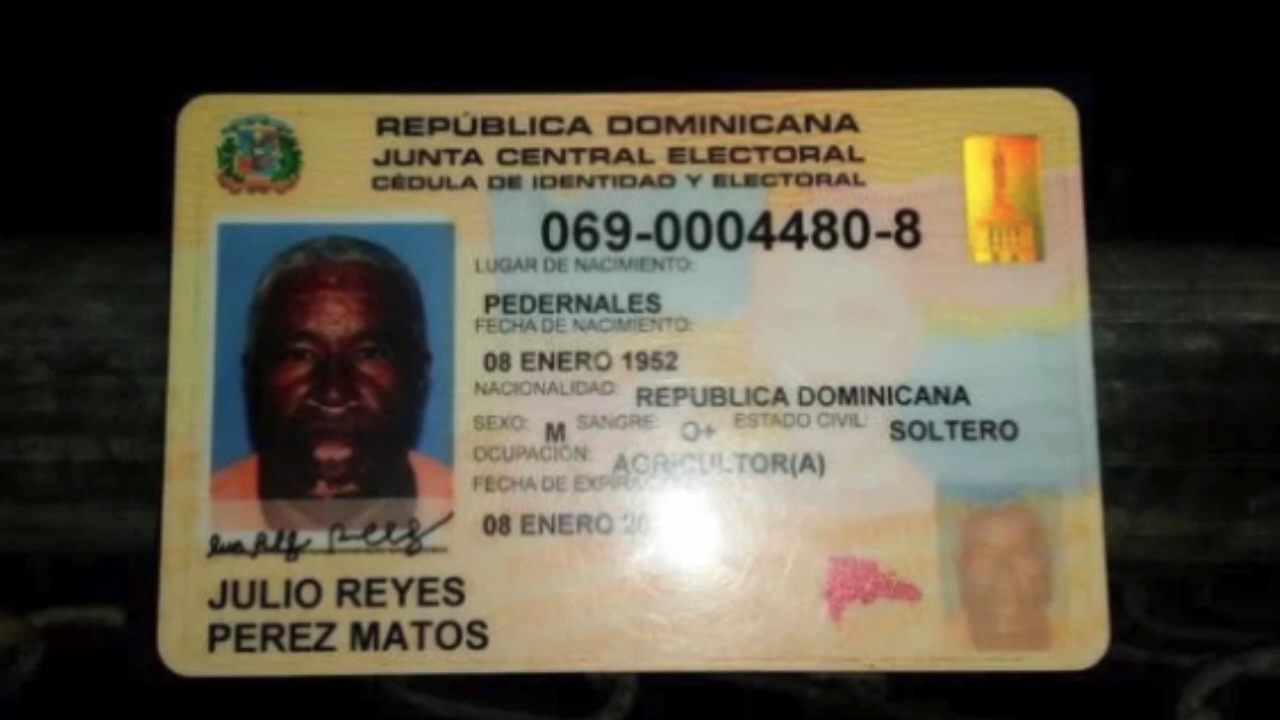 REPÚBLICA DOMINICANA
JUNTA CENTRAL ELECTORAL
CÉDULA DE IDENTIDAD Y ELECTORAL
069-0004480-8
LUGAR DE NACIMIENTO:
PEDERNALES
FECHA DE NACIMIENTO:
08 ENERO 1952
NACIONALIDAD: REPUBLICA DOMINICANA
SEXO: M SANGRE: O+ ESTADO CIVIL: SOLTERO
OCUPACIÓN: AGRICULTOR(A)
FECHA DE
08 ENERO
JULIO REYES
PEREZ MATOS